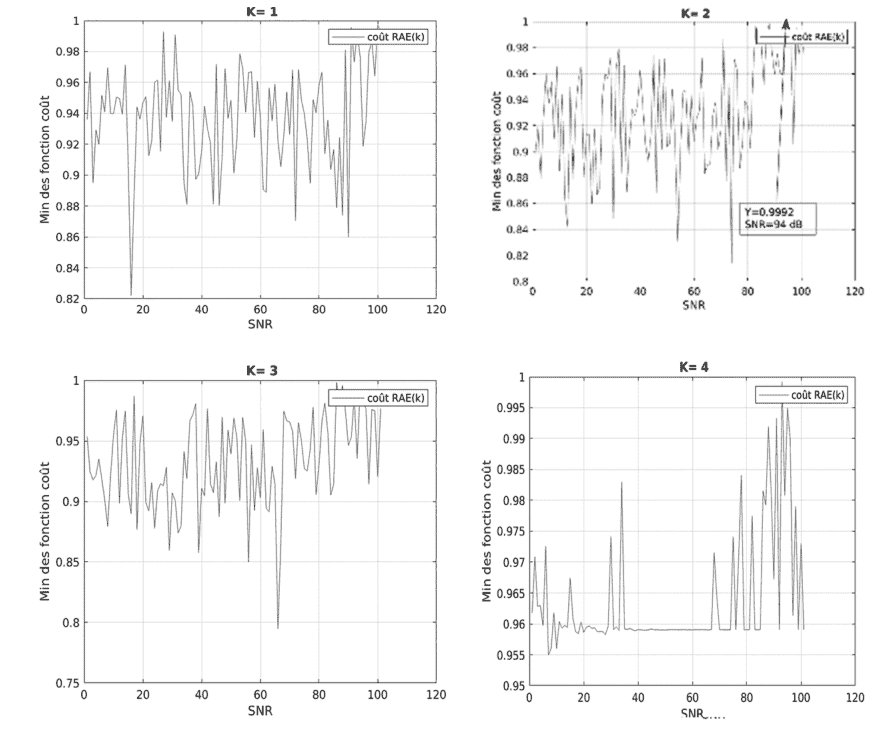 K= 1
coût RAE(k)
Min des fonction coût
1
0.98
0.96
0.94
0.92
0.9
0.88
0.86
0.84
0.82
0 20 40 60 80 100 120
SNR
K= 2
coût RAE(k)
Min des fonction coût
1
0.98
0.96
0.94
0.92
0.9
0.88
0.86
0.84
0.82
0.8
Y=0.9992
SNR=94 dB
0 20 40 60 80 100 120
SNR
K= 3
coût RAE(k)
Min des fonction coût
1
0.95
0.9
0.85
0.8
0.75
0 20 40 60 80 100 120
SNR
K= 4
coût RAE(k)
Min des fonction coût
1
0.995
0.99
0.985
0.98
0.975
0.97
0.965
0.96
0.955
0.95
0 20 40 60 80 100 120
SNR